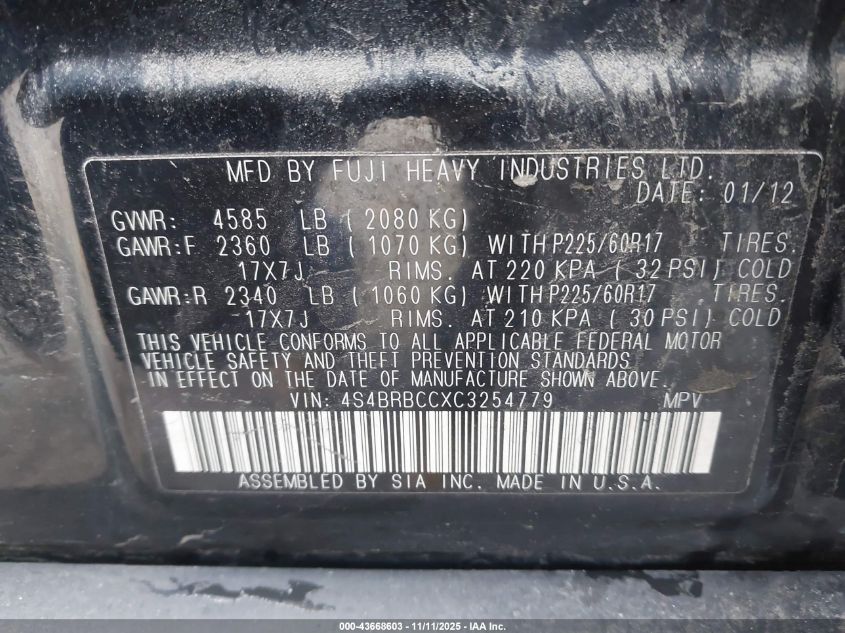 MFD BY FUJI HEAVY INDUSTRIES LTD.
DATE: 01/12
GVWR: 4585 LB ( 2080 KG)
GAWR:F 2360 LB ( 1070 KG) WITH P225/60R17 TIRES.
17X7J RIMS. AT 220 KPA ( 32 PSI) COLD
GAWR:R 2340 LB ( 1060 KG) WITH P225/60R17 TIRES.
17X7J RIMS. AT 210 KPA ( 30 PSI) COLD
THIS VEHICLE CONFORMS TO ALL APPLICABLE FEDERAL MOTOR
VEHICLE SAFETY AND THEFT PREVENTION STANDARDS
IN EFFECT ON THE DATE OF MANUFACTURE SHOWN ABOVE.
VIN: 4S4BRBCCXC3254779 MPV
ASSEMBLED BY SIA INC. MADE IN U.S.A.
000-43668603 - 11/11/2025 - IAA Inc.